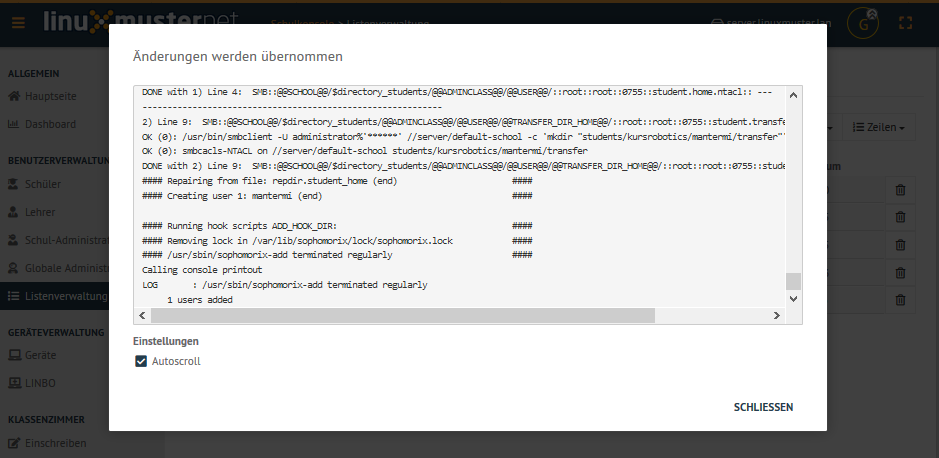 linuxmuster.net
Schulkonsole > Listenverwaltung
server.linuxmuster.lan
G
ALLGEMEIN
Hauptseite
Dashboard
BENUTZERVERWALTUNG
Schüler
Lehrer
Schul-Administrat
Globale Administ
Listenverwaltung
GERÄTEVERWALTUNG
Geräte
LINBO
KLASSENZIMMER
Einschreiben
Zeilen
um
Änderungen werden übernommen
DONE with 1) Line 4:  SMB::@@SCHOOL@@/$directory_students/@@ADMINCLASS@@/@@USER@@/::root::root::0755::student.home.ntacl:: ---
------------------------------------------------------------
2) Line 9:  SMB::@@SCHOOL@@/$directory_students/@@ADMINCLASS@@/@@USER@@/@@TRANSFER_DIR_HOME@@/::root::root::0755::student.transfe
OK (0): /usr/bin/smbclient -U administrator%'******' //server/default-school -c 'mkdir "students/kursrobotics/mantermi/transfer"'
OK (0): smbcacls-NTACL on //server/default-school students/kursrobotics/mantermi/transfer
DONE with 2) Line 9:  SMB::@@SCHOOL@@/$directory_students/@@ADMINCLASS@@/@@USER@@/@@TRANSFER_DIR_HOME@@/::root::root::0755::stude
#### Repairing from file: repdir.student_home (end) ####
#### Creating user 1: mantermi (end) ####
#### Running hook scripts ADD_HOOK_DIR: ####
#### Removing lock in /var/lib/sophomorix/lock/sophomorix.lock ####
#### /usr/sbin/sophomorix-add terminated regularly ####
Calling console printout
LOG      : /usr/sbin/sophomorix-add terminated regularly
1 users added
Einstellungen
Autoscroll
SCHLIESSEN